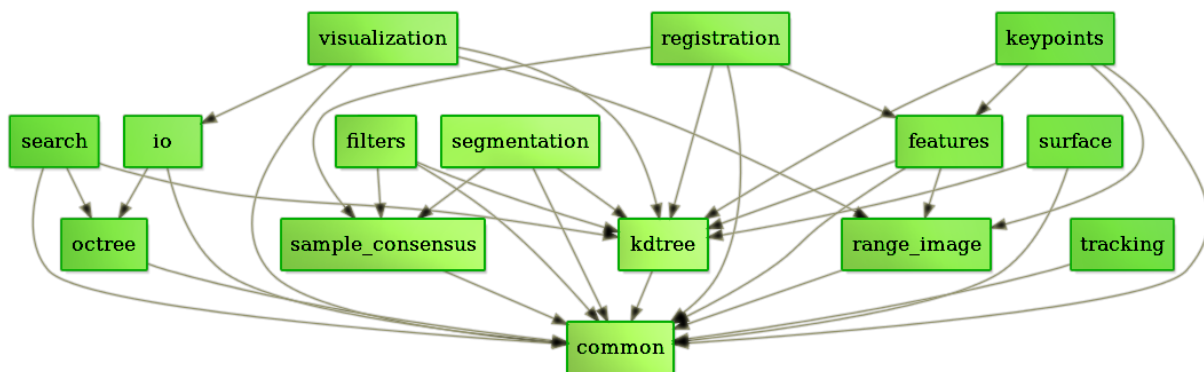 visualization
registration
keypoints
search
io
filters
segmentation
features
surface
octree
sample_consensus
kdtree
range_image
tracking
common